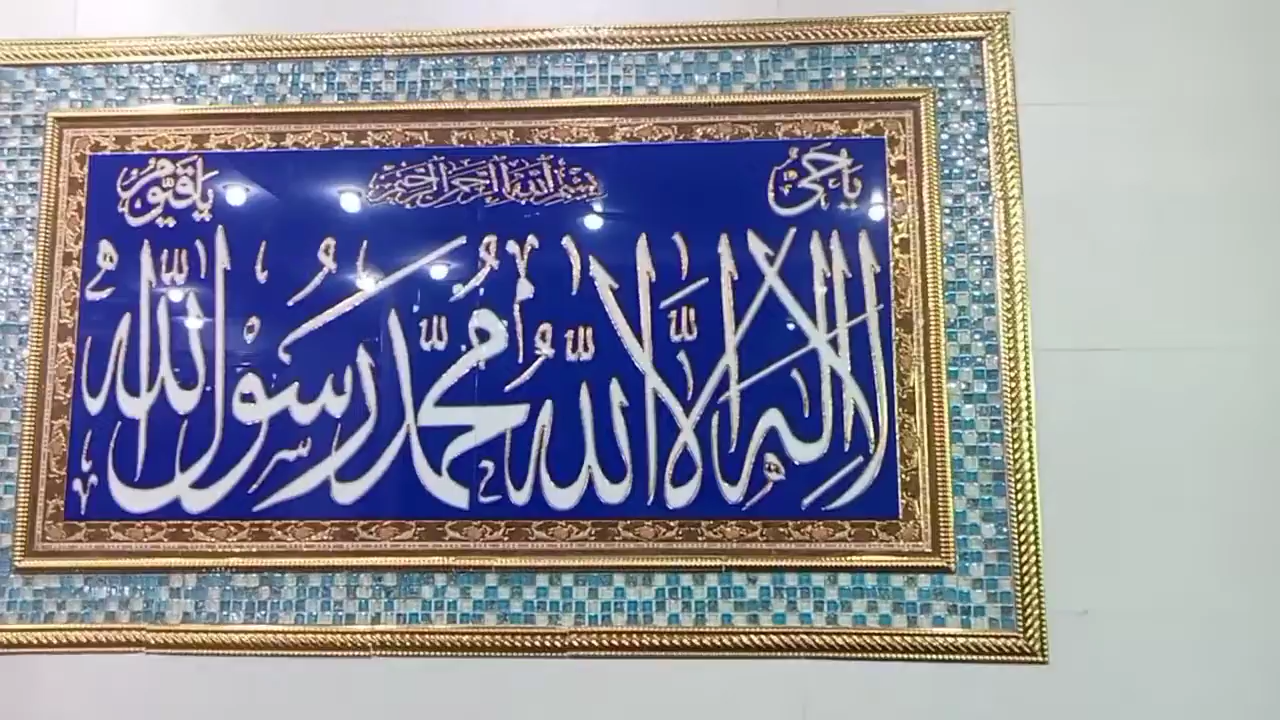 يا حي
بسم الله الرحمن الرحيم
يا قيوم
لا إله إلا الله محمد رسول الله